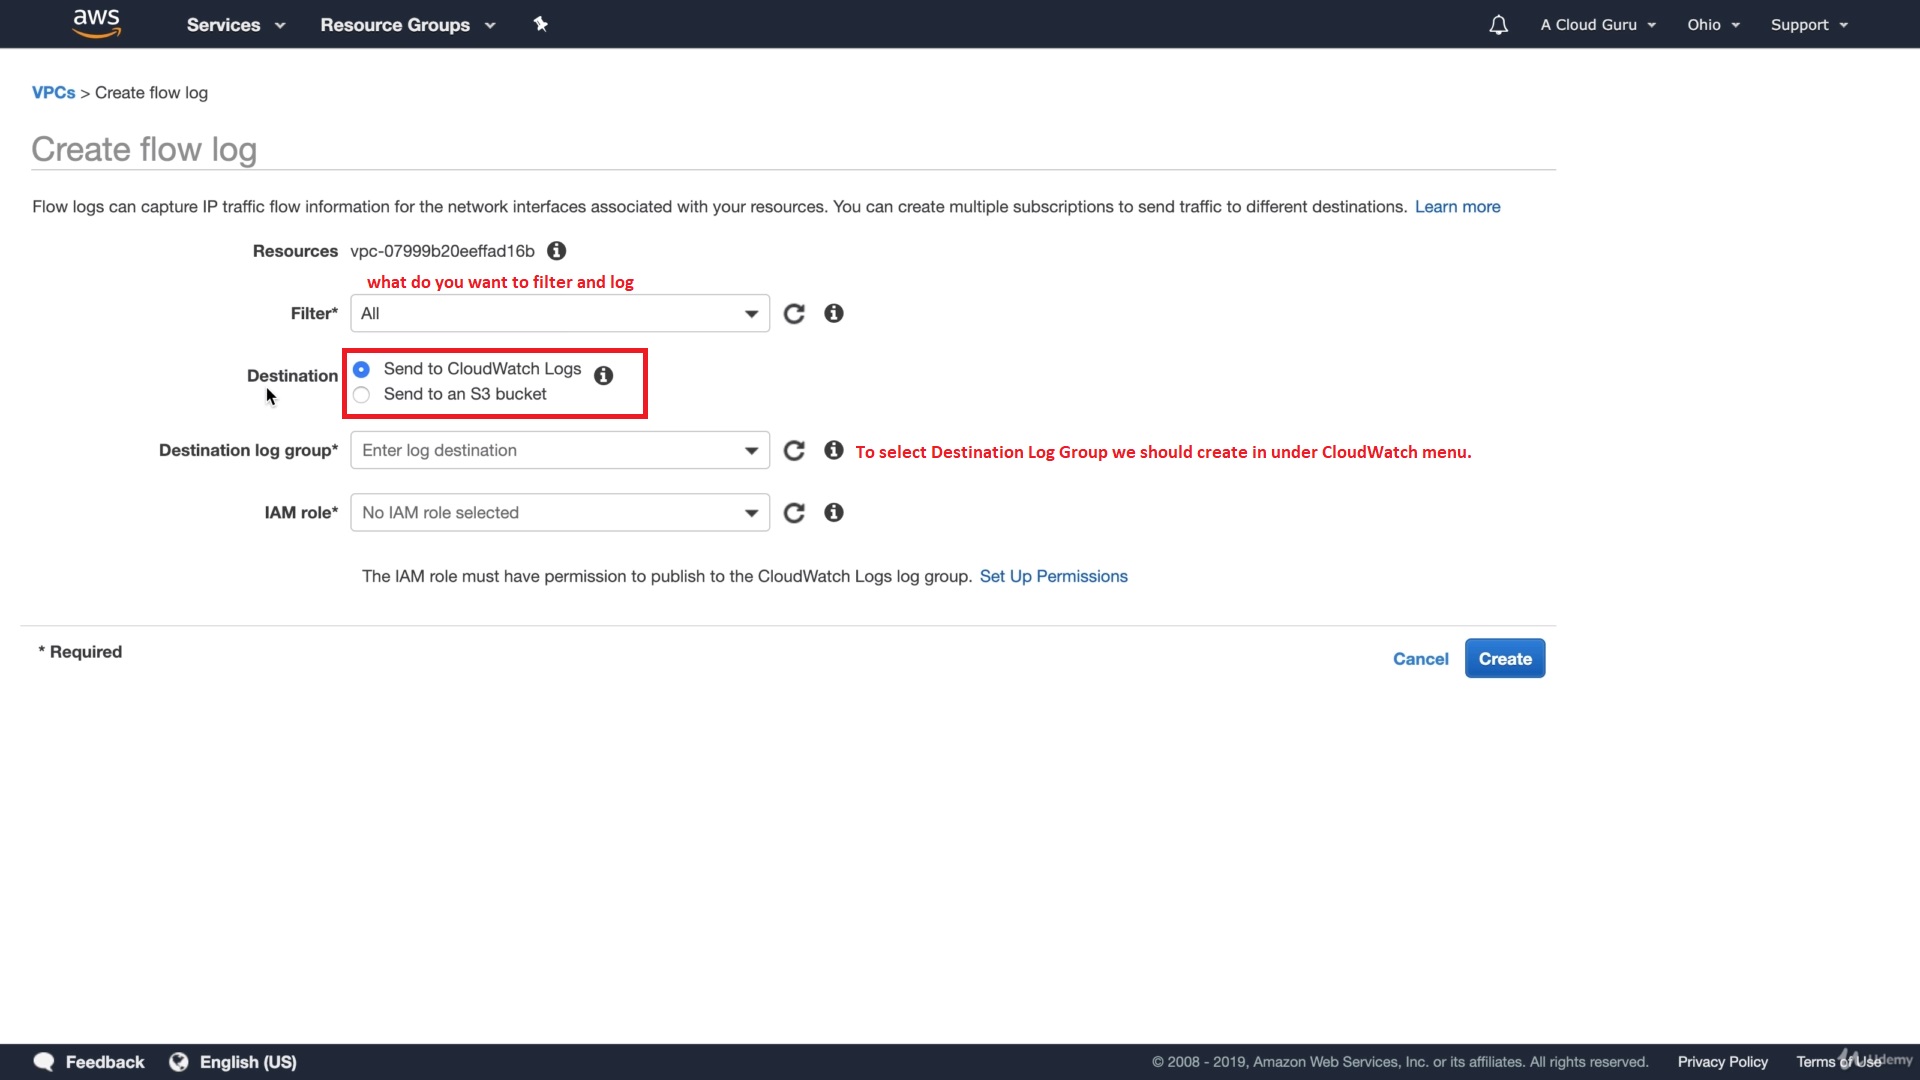 aws Services Resource Groups A Cloud Guru Ohio Support
VPCs > Create flow log
Create flow log
Flow logs can capture IP traffic flow information for the network interfaces associated with your resources. You can create multiple subscriptions to send traffic to different destinations. Learn more
Resources vpc-07999b20eeffad16b
what do you want to filter and log
Filter* All
Destination Send to CloudWatch Logs
Send to an S3 bucket
Destination log group* Enter log destination To select Destination Log Group we should create in under CloudWatch menu.
IAM role* No IAM role selected
The IAM role must have permission to publish to the CloudWatch Logs log group. Set Up Permissions
* Required Cancel Create
Feedback English (US) © 2008 - 2019, Amazon Web Services, Inc. or its affiliates. All rights reserved. Privacy Policy Terms of Use Udemy